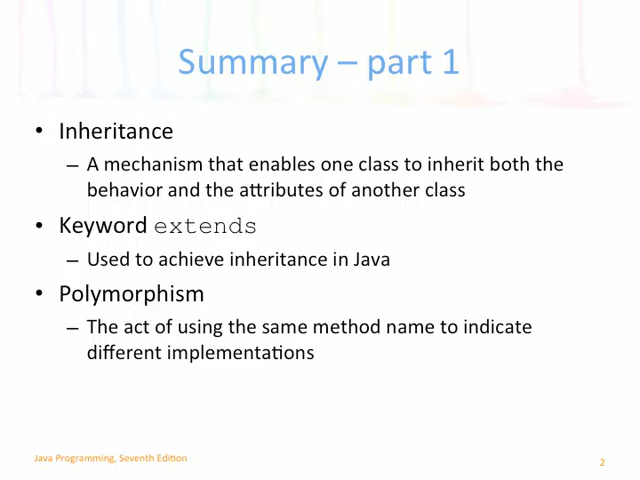 Summary – part 1
• Inheritance
– A mechanism that enables one class to inherit both the
behavior and the attributes of another class
• Keyword extends
– Used to achieve inheritance in Java
• Polymorphism
– The act of using the same method name to indicate
different implementations
Java Programming, Seventh Edition
2